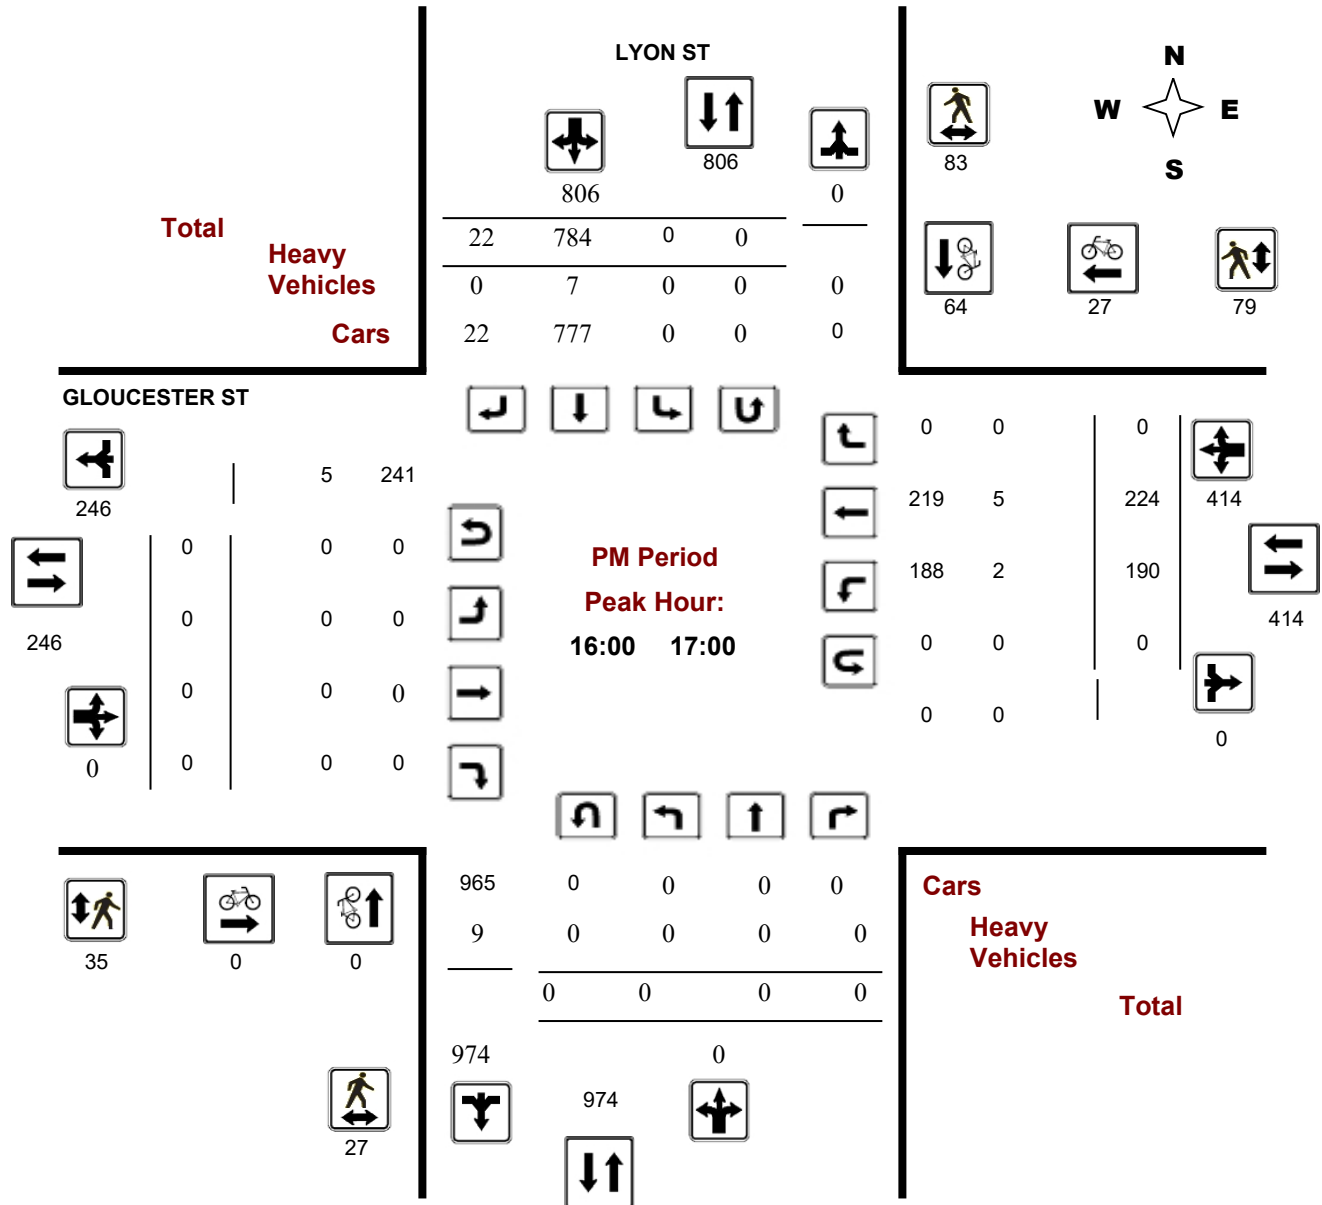 LYON ST
N
W E
S
806
83
806 0
Total
22 784 0 0
Heavy
Vehicles
0 7 0 0 0
64 27 79
Cars
22 777 0 0 0
GLOUCESTER ST
0 0 0
5 241
246
219 5 224 414
0 0 0
PM Period
188 2 190
Peak Hour:
0 0 0
414
246
16:00 17:00
0 0 0
0 0 0
0 0
0
0 0 0 0
965 0 0 0 0
Cars
9 0 0 0 0
Heavy
Vehicles
35 0 0
0 0 0 0
Total
974 0
974
27